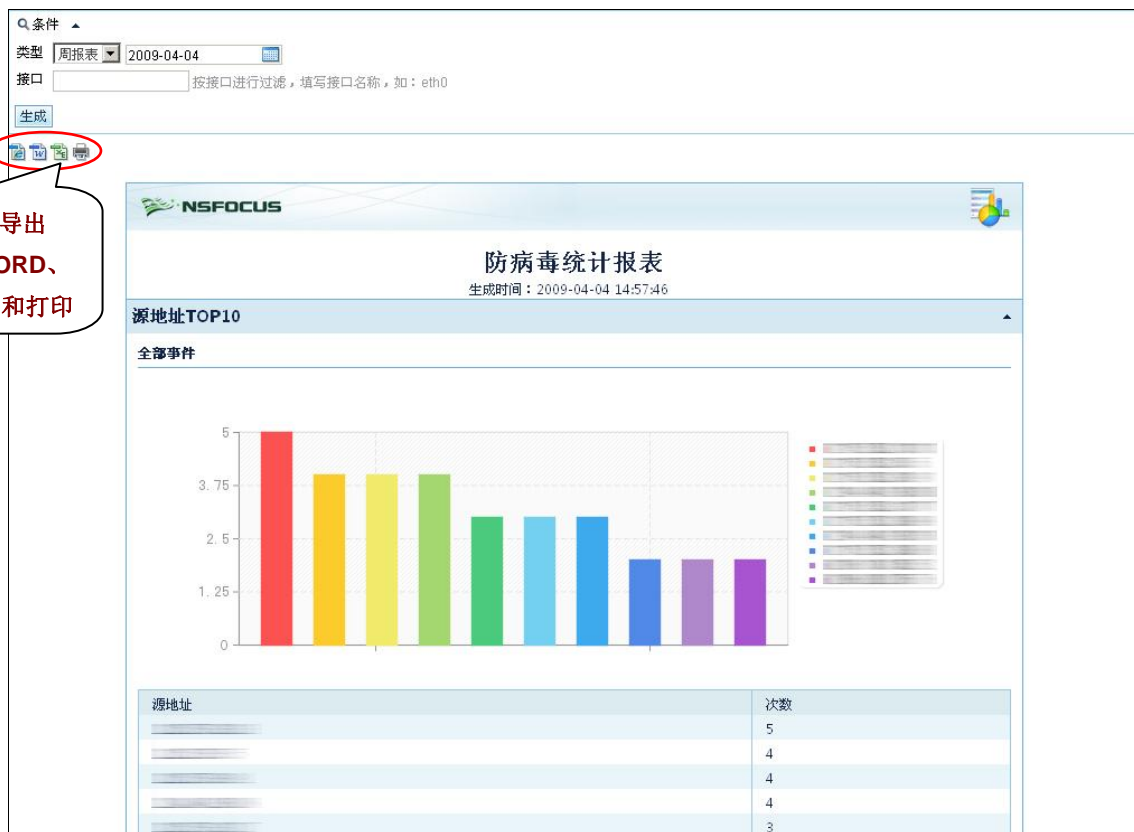 条件
类型 周报表 2009-04-04
接口 按接口进行过滤，填写接口名称，如：eth0
生成
导出
ORD、
和打印
NSFOCUS
防病毒统计报表
生成时间：2009-04-04 14:57:46
源地址TOP10
全部事件
5
3.75
2.5
1.25
0
源地址 次数
5
4
4
4
3